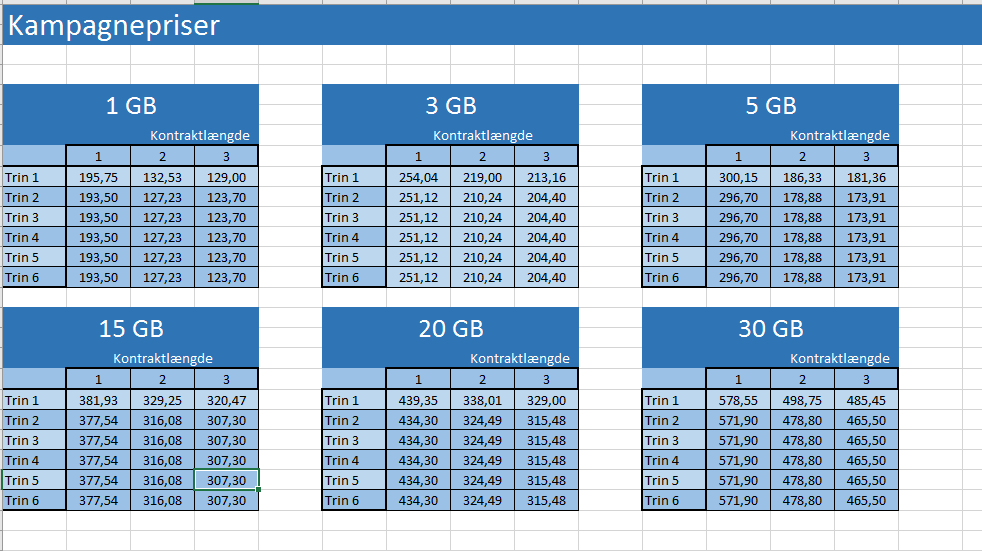 Kampagnepriser
1 GB 3 GB 5 GB
Kontraktlængde Kontraktlængde Kontraktlængde
1 2 3 1 2 3 1 2 3
Trin 1 195,75 132,53 129,00 Trin 1 254,04 219,00 213,16 Trin 1 300,15 186,33 181,36
Trin 2 193,50 127,23 123,70 Trin 2 251,12 210,24 204,40 Trin 2 296,70 178,88 173,91
Trin 3 193,50 127,23 123,70 Trin 3 251,12 210,24 204,40 Trin 3 296,70 178,88 173,91
Trin 4 193,50 127,23 123,70 Trin 4 251,12 210,24 204,40 Trin 4 296,70 178,88 173,91
Trin 5 193,50 127,23 123,70 Trin 5 251,12 210,24 204,40 Trin 5 296,70 178,88 173,91
Trin 6 193,50 127,23 123,70 Trin 6 251,12 210,24 204,40 Trin 6 296,70 178,88 173,91
15 GB 20 GB 30 GB
Kontraktlængde Kontraktlængde Kontraktlængde
1 2 3 1 2 3 1 2 3
Trin 1 381,93 329,25 320,47 Trin 1 439,35 338,01 329,00 Trin 1 578,55 498,75 485,45
Trin 2 377,54 316,08 307,30 Trin 2 434,30 324,49 315,48 Trin 2 571,90 478,80 465,50
Trin 3 377,54 316,08 307,30 Trin 3 434,30 324,49 315,48 Trin 3 571,90 478,80 465,50
Trin 4 377,54 316,08 307,30 Trin 4 434,30 324,49 315,48 Trin 4 571,90 478,80 465,50
Trin 5 377,54 316,08 307,30 Trin 5 434,30 324,49 315,48 Trin 5 571,90 478,80 465,50
Trin 6 377,54 316,08 307,30 Trin 6 434,30 324,49 315,48 Trin 6 571,90 478,80 465,50